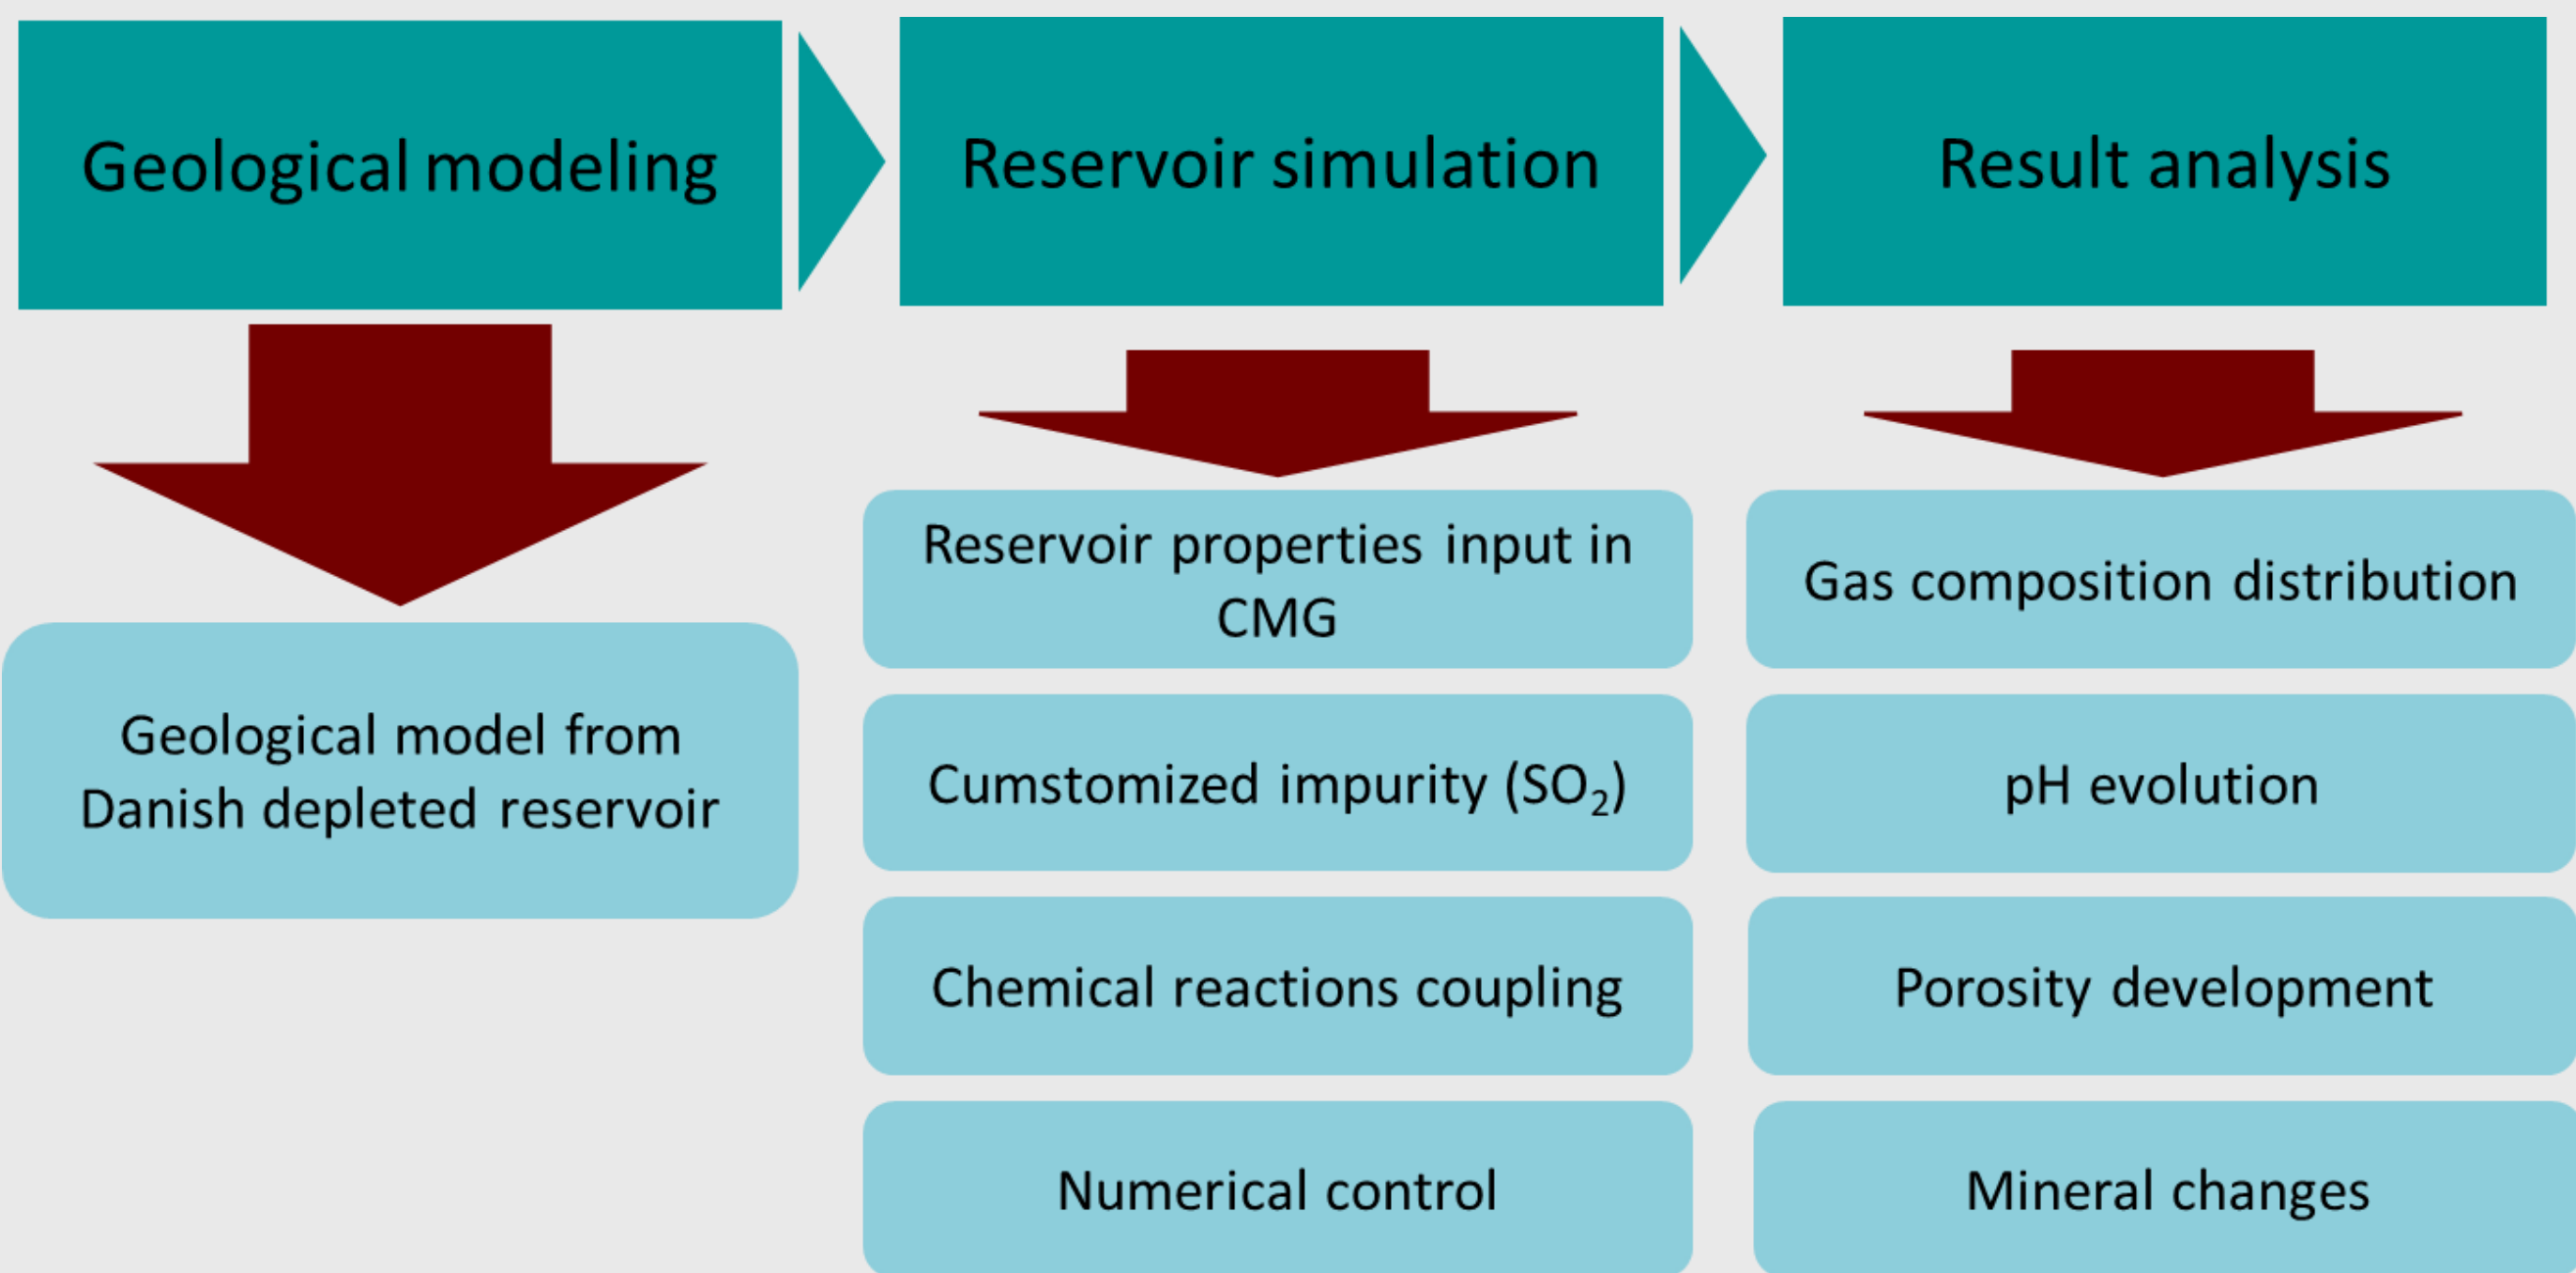 Geological modeling
Reservoir simulation
Result analysis
Geological model from
Danish depleted reservoir
Reservoir properties input in
CMG
Cumstomized impurity (SO₂)
Chemical reactions coupling
Numerical control
Gas composition distribution
pH evolution
Porosity development
Mineral changes